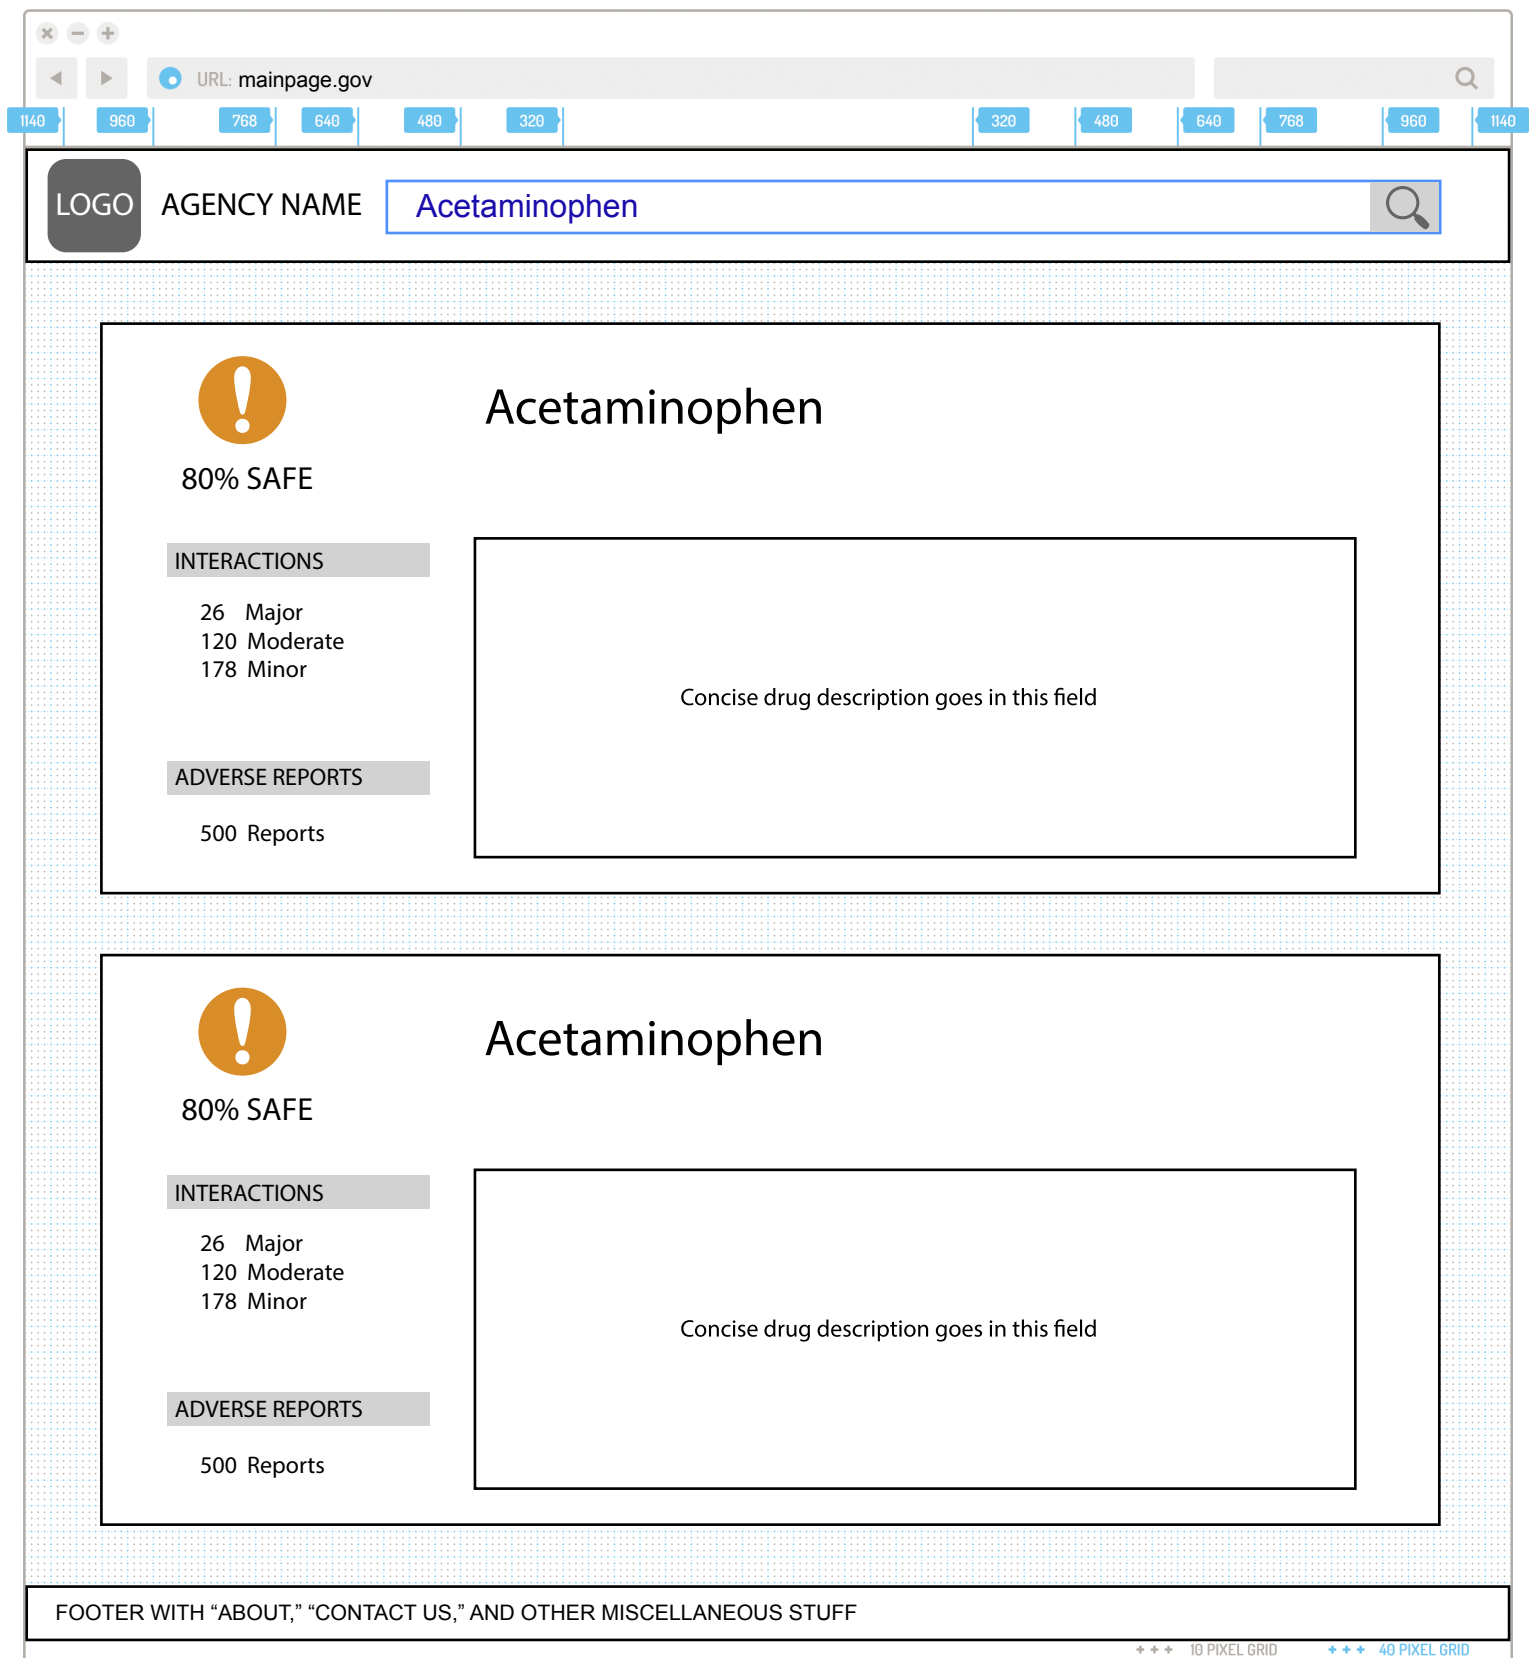 URL: mainpage.gov
1140 960 768 640 480 320 320 480 640 768 960 1140
LOGO AGENCY NAME Acetaminophen
Acetaminophen
80% SAFE
INTERACTIONS
26 Major
120 Moderate
178 Minor
Concise drug description goes in this field
ADVERSE REPORTS
500 Reports
Acetaminophen
80% SAFE
INTERACTIONS
26 Major
120 Moderate
178 Minor
Concise drug description goes in this field
ADVERSE REPORTS
500 Reports
FOOTER WITH “ABOUT,” “CONTACT US,” AND OTHER MISCELLANEOUS STUFF
+ + + 10 PIXEL GRID + + + 40 PIXEL GRID